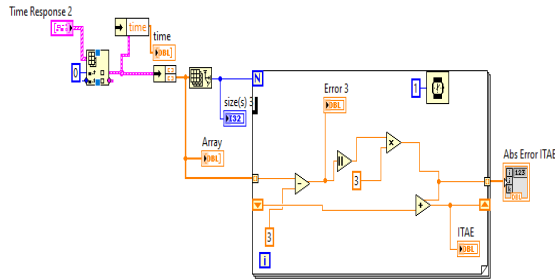 Time Response 2
time
time
DBL
0
DBL
size(s) 3
I32
Array
DBL
N
1
Error 3
DBL
3
3
i
ITAE
DBL
Abs Error ITAE
123
DBL